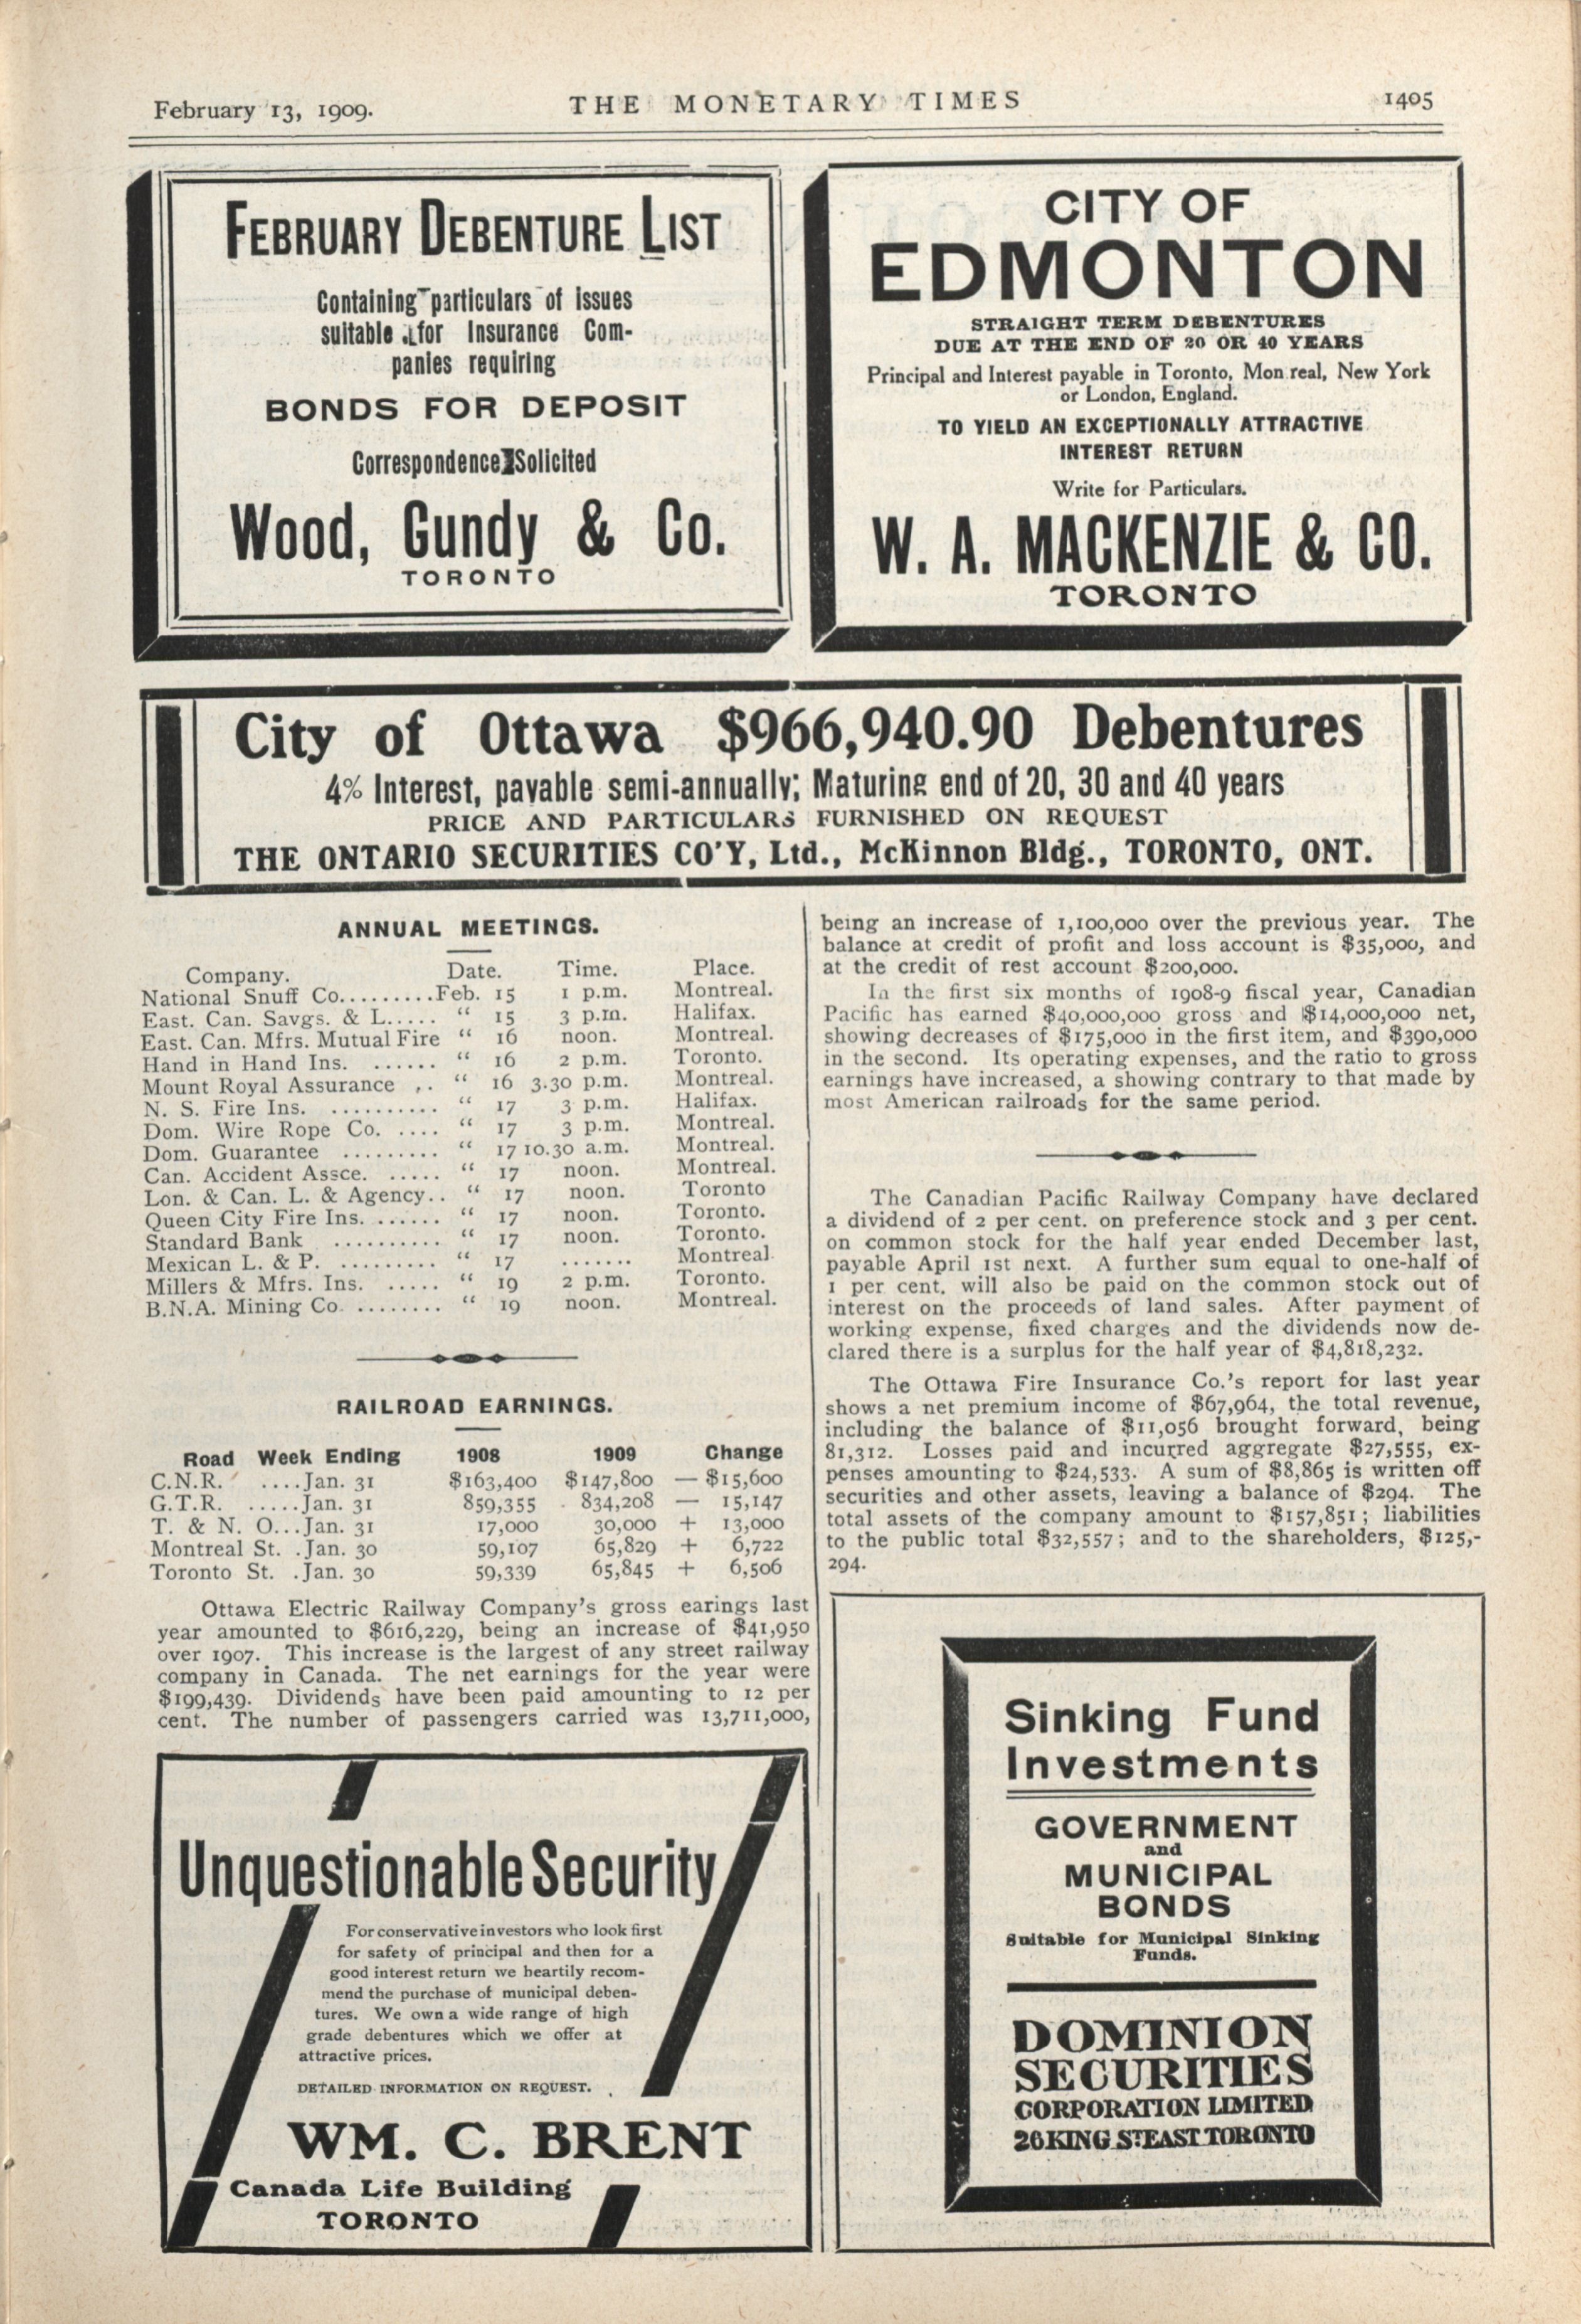 February 13, 1909.
THE MONETARY TIMES
1405
FEBRUARY DEBENTURE LIST
Containing particulars of issues
suitable for Insurance Com-
panies requiring
BONDS FOR DEPOSIT
Correspondence Solicited
Wood, Gundy & Co.
TORONTO
CITY OF
EDMONTON
STRAIGHT TERM DEBENTURES
DUE AT THE END OF 20 OR 40 YEARS
Principal and Interest payable in Toronto, Mon real, New York
or London, England.
TO YIELD AN EXCEPTIONALLY ATTRACTIVE
INTEREST RETURN
Write for Particulars.
W. A. MACKENZIE & CO.
TORONTO
City of Ottawa $966,940.90 Debentures
4% Interest, payable semi-annually; Maturing end of 20, 30 and 40 years
PRICE AND PARTICULARS FURNISHED ON REQUEST
THE ONTARIO SECURITIES CO'Y, Ltd., McKinnon Bldg., TORONTO, ONT.
ANNUAL MEETINGS.
Company. Date. Time. Place.
National Snuff Co.........Feb. 15 1 p.m. Montreal.
East. Can. Savgs. & L..... " 15 3 p.m. Halifax.
East. Can. Mfrs. Mutual Fire " 16 noon. Montreal.
Hand in Hand Ins. ...... " 16 2 p.m. Toronto.
Mount Royal Assurance .. " 16 3.30 p.m. Montreal.
N. S. Fire Ins. .......... " 17 3 p.m. Halifax.
Dom. Wire Rope Co. .... " 17 3 p.m. Montreal.
Dom. Guarantee ......... " 17 10.30 a.m. Montreal.
Can. Accident Assce. ..... " 17 noon. Montreal.
Lon. & Can. L. & Agency.. " 17 noon. Toronto
Queen City Fire Ins. ...... " 17 noon. Toronto.
Standard Bank .......... " 17 noon. Toronto.
Mexican L. & P. ......... " 17 ....... Montreal.
Millers & Mfrs. Ins. ..... " 19 2 p.m. Toronto.
B.N.A. Mining Co. ........ " 19 noon. Montreal.
RAILROAD EARNINGS.
Road Week Ending 1908 1909 Change
C.N.R. ....Jan. 31 $163,400 $147,800 — $15,600
G.T.R. .....Jan. 31 859,355 834,208 — 15,147
T. & N. O...Jan. 31 17,000 30,000 + 13,000
Montreal St. .Jan. 30 59,107 65,829 + 6,722
Toronto St. .Jan. 30 59,339 65,845 + 6,506
Ottawa Electric Railway Company's gross earings last
year amounted to $616,229, being an increase of $41,950
over 1907. This increase is the largest of any street railway
company in Canada. The net earnings for the year were
$199,439. Dividends have been paid amounting to 12 per
cent. The number of passengers carried was 13,711,000,
being an increase of 1,100,000 over the previous year. The
balance at credit of profit and loss account is $35,000, and
at the credit of rest account $200,000.
In the first six months of 1908-9 fiscal year, Canadian
Pacific has earned $40,000,000 gross and $14,000,000 net,
showing decreases of $175,000 in the first item, and $390,000
in the second. Its operating expenses, and the ratio to gross
earnings have increased, a showing contrary to that made by
most American railroads for the same period.
The Canadian Pacific Railway Company have declared
a dividend of 2 per cent. on preference stock and 3 per cent.
on common stock for the half year ended December last,
payable April 1st next. A further sum equal to one-half of
1 per cent. will also be paid on the common stock out of
interest on the proceeds of land sales. After payment of
working expense, fixed charges and the dividends now de-
clared there is a surplus for the half year of $4,818,232.
The Ottawa Fire Insurance Co.'s report for last year
shows a net premium income of $67,964, the total revenue,
including the balance of $11,056 brought forward, being
81,312. Losses paid and incurred aggregate $27,555, ex-
penses amounting to $24,533. A sum of $8,865 is written off
securities and other assets, leaving a balance of $294. The
total assets of the company amount to $157,851; liabilities
to the public total $32,557; and to the shareholders, $125,-
294.
Unquestionable Security
For conservative investors who look first
for safety of principal and then for a
good interest return we heartily recom-
mend the purchase of municipal deben-
tures. We own a wide range of high
grade debentures which we offer at
attractive prices.
DETAILED INFORMATION ON REQUEST.
WM. C. BRENT
Canada Life Building
TORONTO
Sinking Fund
Investments
GOVERNMENT
and
MUNICIPAL
BONDS
Suitable for Municipal Sinking
Funds.
DOMINION
SECURITIES
CORPORATION LIMITED
26 KING ST. EAST TORONTO